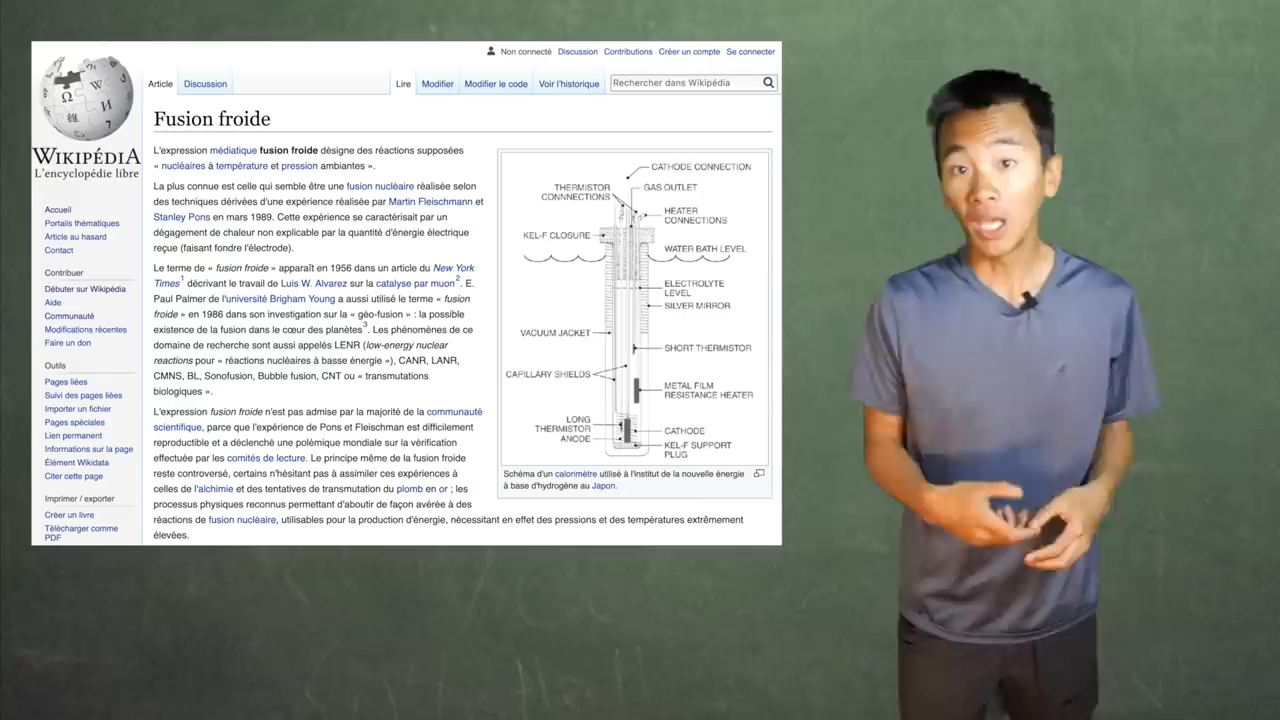 Non connecté Discussion Contributions Créer un compte Se connecter
Article Discussion Lire Modifier Modifier le code Voir l'historique Rechercher dans Wikipédia
WIKIPÉDIA
L'encyclopédie libre
Accueil
Portails thématiques
Article au hasard
Contact
Contribuer
Débuter sur Wikipédia
Aide
Communauté
Modifications récentes
Faire un don
Outils
Pages liées
Suivi des pages liées
Importer un fichier
Pages spéciales
Lien permanent
Informations sur la page
Élément Wikidata
Citer cette page
Imprimer / exporter
Créer un livre
Télécharger comme
PDF
Fusion froide
L'expression médiatique fusion froide désigne des réactions supposées
« nucléaires à température et pression ambiantes ».
La plus connue est celle qui semble être une fusion nucléaire réalisée selon
des techniques dérivées d'une expérience réalisée par Martin Fleischmann et
Stanley Pons en mars 1989. Cette expérience se caractérisait par un
dégagement de chaleur non explicable par la quantité d'énergie électrique
reçue (faisant fondre l'électrode).
Le terme de « fusion froide » apparaît en 1956 dans un article du New York
Times1 décrivant le travail de Luis W. Alvarez sur la catalyse par muon2. E.
Paul Palmer de l'université Brigham Young a aussi utilisé le terme « fusion
froide » en 1986 dans son investigation sur la « géo-fusion » : la possible
existence de la fusion dans le cœur des planètes3. Les phénomènes de ce
domaine de recherche sont aussi appelés LENR (low-energy nuclear
reactions pour « réactions nucléaires à basse énergie »), CANR, LANR,
CMNS, BL, Sonofusion, Bubble fusion, CNT ou « transmutations
biologiques ».
L'expression fusion froide n'est pas admise par la majorité de la communauté
scientifique, parce que l'expérience de Pons et Fleischman est difficilement
reproductible et a déclenché une polémique mondiale sur la vérification
effectuée par les comités de lecture. Le principe même de la fusion froide
reste controversé, certains n'hésitant pas à assimiler ces expériences à
celles de l'alchimie et des tentatives de transmutation du plomb en or ; les
processus physiques reconnus permettant d'aboutir de façon avérée à des
réactions de fusion nucléaire, utilisables pour la production d'énergie, nécessitant en effet des pressions et des températures extrêmement
élevées.
CATHODE CONNECTION
THERMISTOR
CONNNECTIONS
GAS OUTLET
HEATER
CONNECTIONS
KEL-F CLOSURE
WATER BATH LEVEL
ELECTROLYTE
LEVEL
SILVER MIRROR
VACUUM JACKET
SHORT THERMISTOR
CAPILLARY SHIELDS
METAL FILM
RESISTANCE HEATER
LONG
THERMISTOR
ANODE
CATHODE
KEL-F SUPPORT
PLUG
Schéma d'un calorimètre utilisé à l'institut de la nouvelle énergie
à base d'hydrogène au Japon.